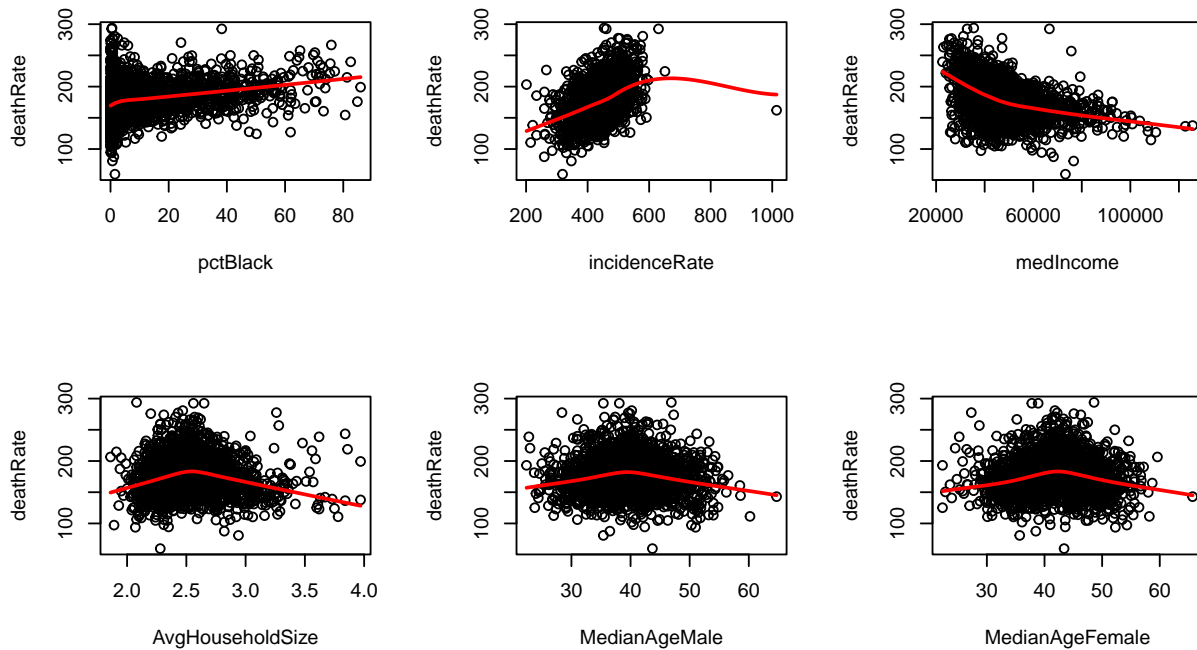 deathRate
100 200 300
0 20 40 60 80
pctBlack
deathRate
100 200 300
200 400 600 800 1000
incidenceRate
deathRate
100 200 300
20000 60000 100000
medIncome
deathRate
100 200 300
2.0 2.5 3.0 3.5 4.0
AvgHouseholdSize
deathRate
100 200 300
30 40 50 60
MedianAgeMale
deathRate
100 200 300
30 40 50 60
MedianAgeFemale